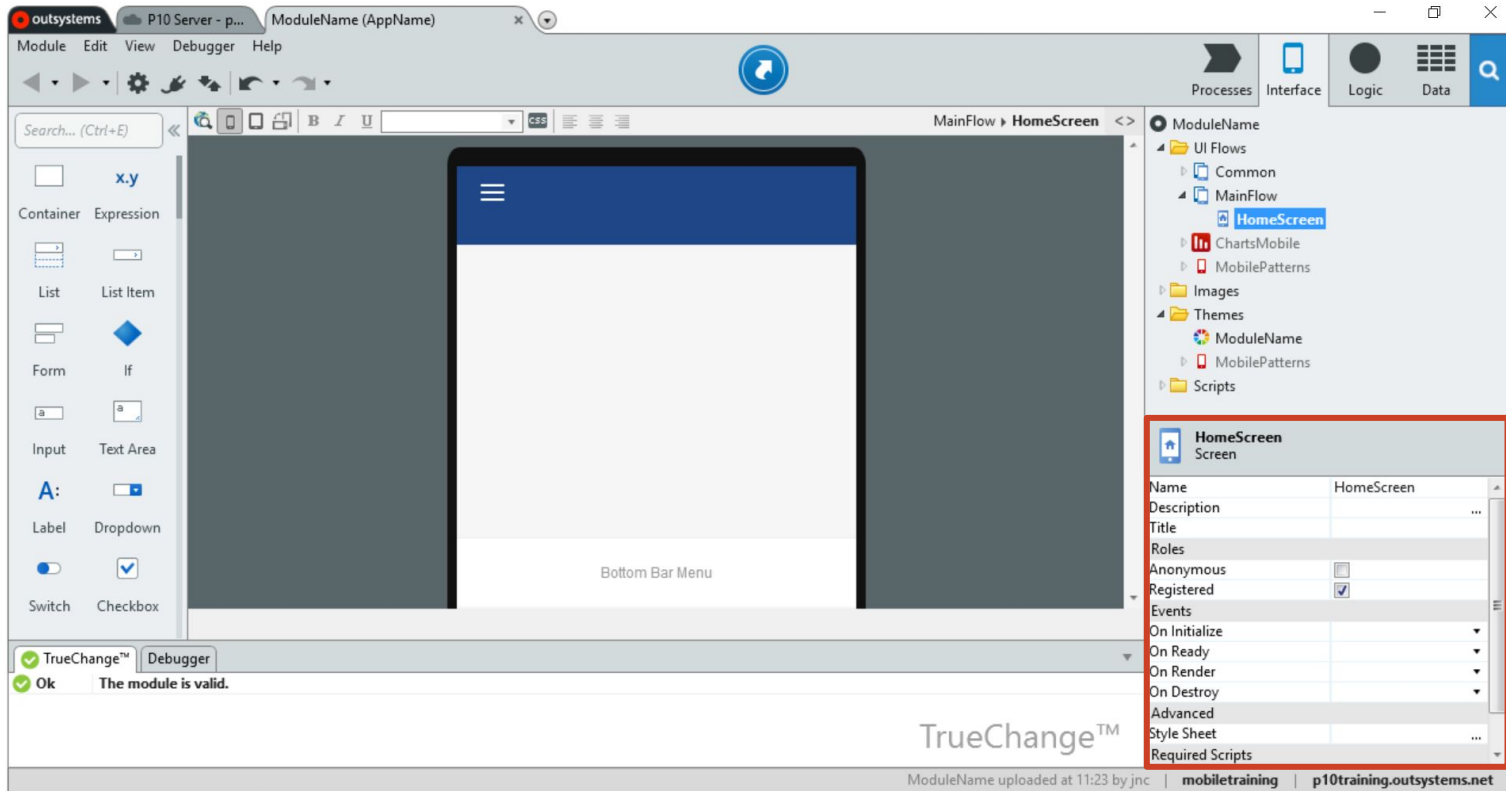 outsystems P10 Server - p... ModuleName (AppName)
Module Edit View Debugger Help
Processes Interface Logic Data
Search... (Ctrl+E)
B I U CSS MainFlow HomeScreen <>
x.y
Container Expression
List List Item
Form If
a a
Input Text Area
A:
Label Dropdown
Switch Checkbox
Bottom Bar Menu
ModuleName
UI Flows
Common
MainFlow
HomeScreen
ChartsMobile
MobilePatterns
Images
Themes
ModuleName
MobilePatterns
Scripts
HomeScreen
Screen
Name HomeScreen
Description ...
Title
Roles
Anonymous
Registered
Events
On Initialize
On Ready
On Render
On Destroy
Advanced
Style Sheet ...
Required Scripts
TrueChange™ Debugger
Ok The module is valid.
TrueChange™
ModuleName uploaded at 11:23 by jnc | mobiletraining | p10training.outsystems.net